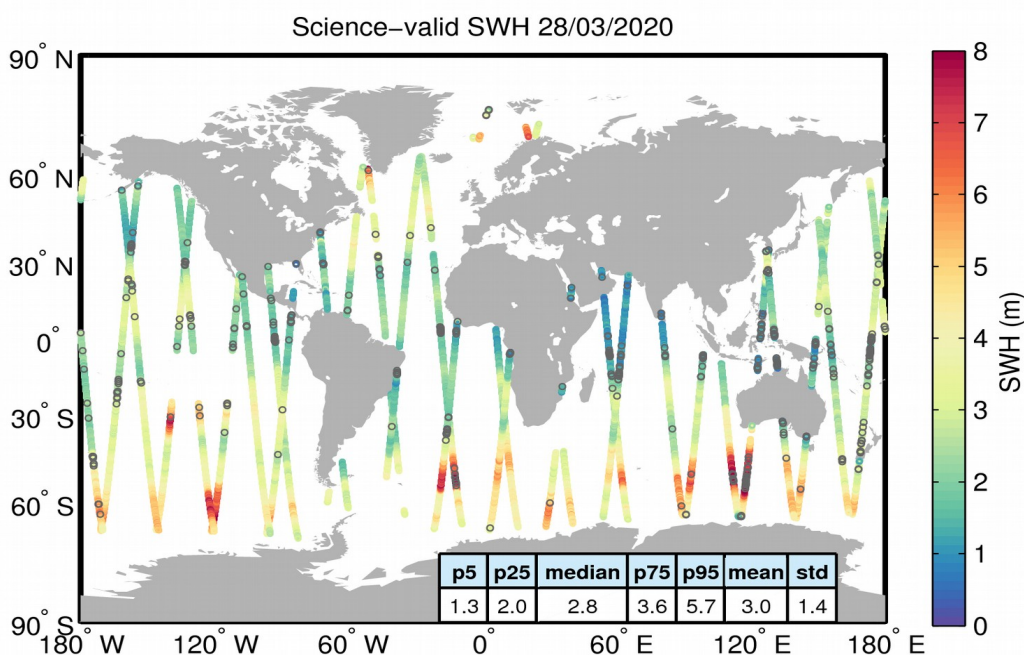 Science−valid SWH 28/03/2020
90° N
60° N
30° N
0°
30° S
60° S
90° S
180° W
120° W
60° W
0°
60° E
120° E
180° E
p5 p25 median p75 p95 mean std
1.3 2.0 2.8 3.6 5.7 3.0 1.4
8
7
6
5
4
3
2
1
0
SWH (m)